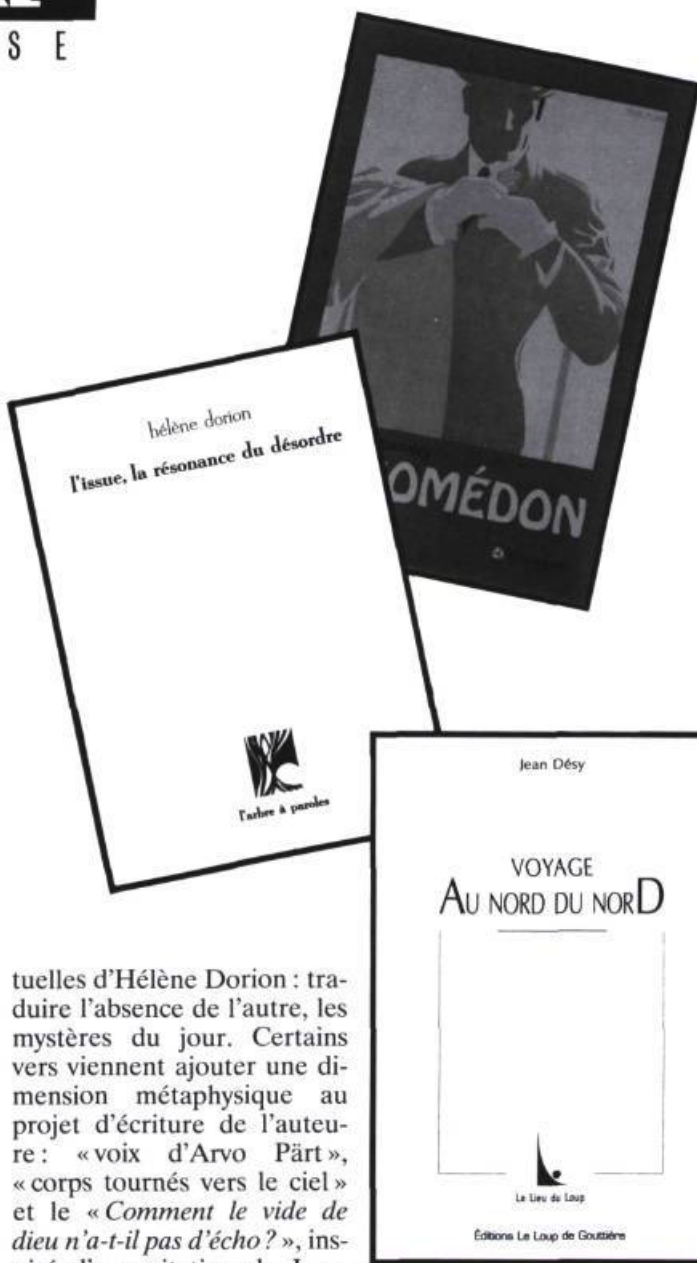 S E
OMÉDON
hélène dorion
l'issue, la résonance du désordre
l'arbre à paroles
Jean Désy
VOYAGE
AU NORD DU NORD
Le Lieu du Loup
Éditions Le Loup de Gouttière
tuelles d'Hélène Dorion : tra-
duire l'absence de l'autre, les
mystères du jour. Certains
vers viennent ajouter une di-
mension métaphysique au
projet d'écriture de l'auteu-
re : « voix d'Arvo Pärt »,
« corps tournés vers le ciel »
et le « Comment le vide de
dieu n'a-t-il pas d'écho ? », ins-